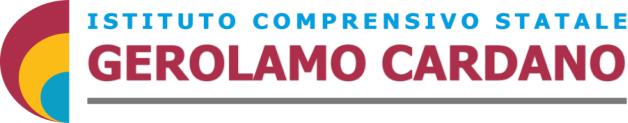 ISTITUTO COMPRENSIVO STATALE
GEROLAMO CARDANO